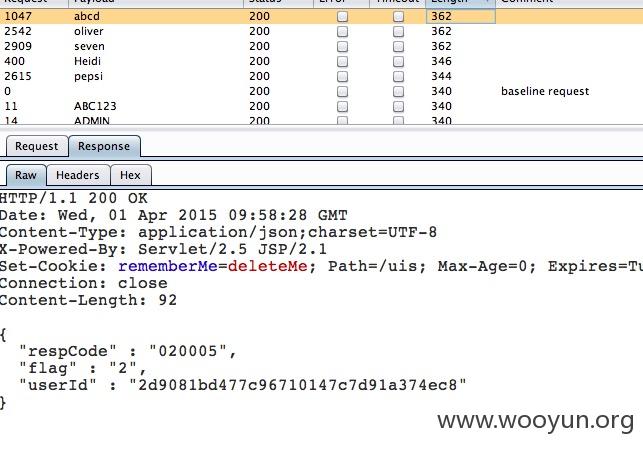 Request Payload Status Error Timeout Length Comment
1047 abcd 200 362
2542 oliver 200 362
2909 seven 200 362
400 Heidi 200 346
2615 pepsi 200 344
0 200 340 baseline request
11 ABC123 200 340
14 ADMIN 200 340
Request Response
Raw Headers Hex
HTTP/1.1 200 OK
Date: Wed, 01 Apr 2015 09:58:28 GMT
Content-Type: application/json;charset=UTF-8
X-Powered-By: Servlet/2.5 JSP/2.1
Set-Cookie: rememberMe=deleteMe; Path=/uis; Max-Age=0; Expires=Tu
Connection: close
Content-Length: 92
{
"respCode" : "020005",
"flag" : "2",
"userId" : "2d9081bd477c96710147c7d91a374ec8"
}
www.wooyun.org